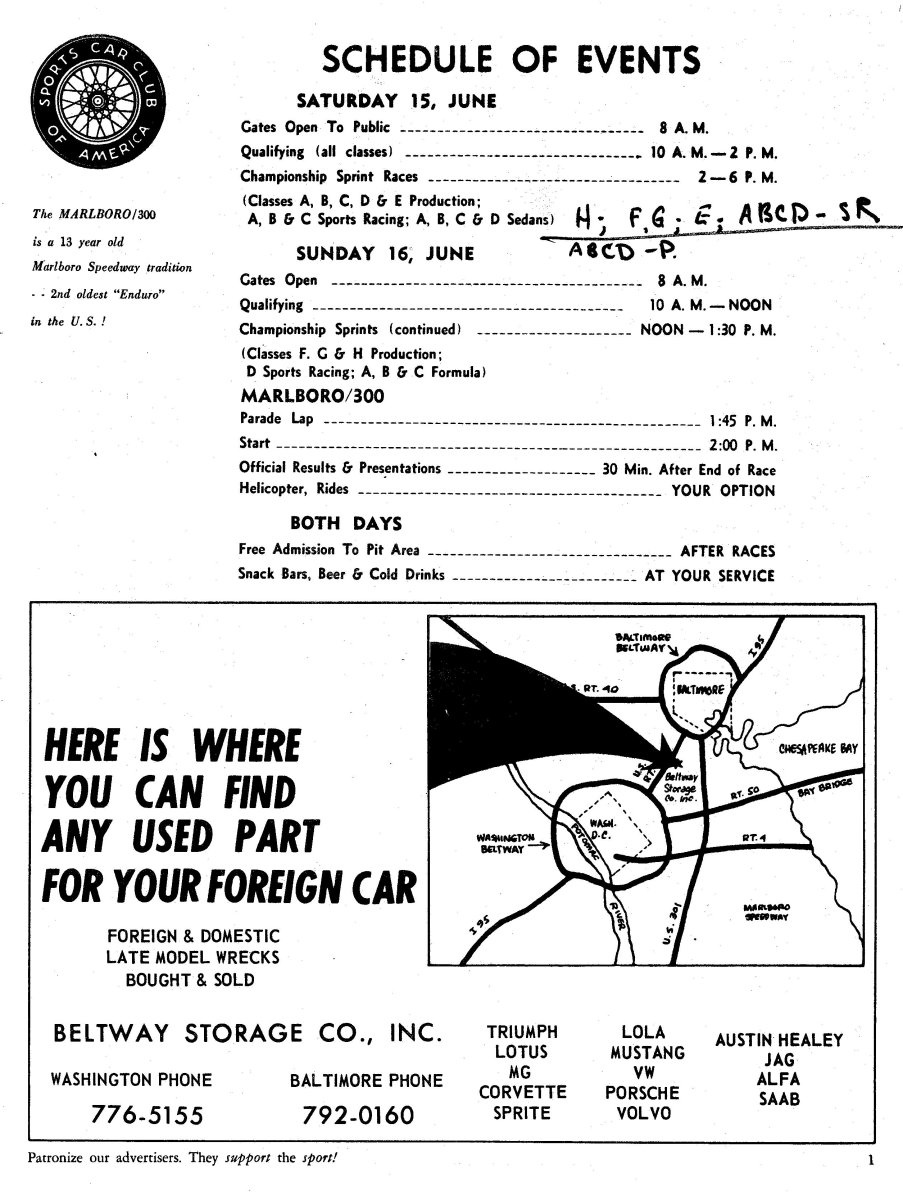 SPORTS CAR CLUB
OF AMERICA
The MARLBORO/300
is a 13 year old
Marlboro Speedway tradition
- - 2nd oldest "Enduro"
in the U. S. !
SCHEDULE OF EVENTS
SATURDAY 15, JUNE
Gates Open To Public -------------------------------- 8 A. M.
Qualifying (all classes) -------------------------------- 10 A. M. — 2 P. M.
Championship Sprint Races -------------------------------- 2 — 6 P. M.
(Classes A, B, C, D & E Production;
A, B & C Sports Racing; A, B, C & D Sedans) H; F,G; E; ABCD - SR
ABCD - P.
SUNDAY 16, JUNE
Gates Open -------------------------------- 8 A. M.
Qualifying -------------------------------- 10 A. M. — NOON
Championship Sprints (continued) -------------------- NOON — 1:30 P. M.
(Classes F. G & H Production;
D Sports Racing; A, B & C Formula)
MARLBORO/300
Parade Lap -------------------------------- 1:45 P. M.
Start -------------------------------- 2:00 P. M.
Official Results & Presentations -------------------- 30 Min. After End of Race
Helicopter, Rides -------------------------------- YOUR OPTION
BOTH DAYS
Free Admission To Pit Area -------------------------------- AFTER RACES
Snack Bars, Beer & Cold Drinks ------------------------ AT YOUR SERVICE
HERE IS WHERE
YOU CAN FIND
ANY USED PART
FOR YOUR FOREIGN CAR
FOREIGN & DOMESTIC
LATE MODEL WRECKS
BOUGHT & SOLD
BALTIMORE
BELTWAY
I 95
RT. 40
BALTIMORE
CHESAPEAKE BAY
U.S.
RT.
Beltway
Storage
Co. Inc.
RT. 50
BAY BRIDGE
WASH.
D.C.
WASHINGTON
BELTWAY
POTOMAC
RIVER
RT. 4
I 95
U.S. 301
MARLBORO
SPEEDWAY
BELTWAY STORAGE CO., INC.
WASHINGTON PHONE
776-5155
BALTIMORE PHONE
792-0160
TRIUMPH
LOTUS
MG
CORVETTE
SPRITE
LOLA
MUSTANG
VW
PORSCHE
VOLVO
AUSTIN HEALEY
JAG
ALFA
SAAB
Patronize our advertisers. They support the sport!
1